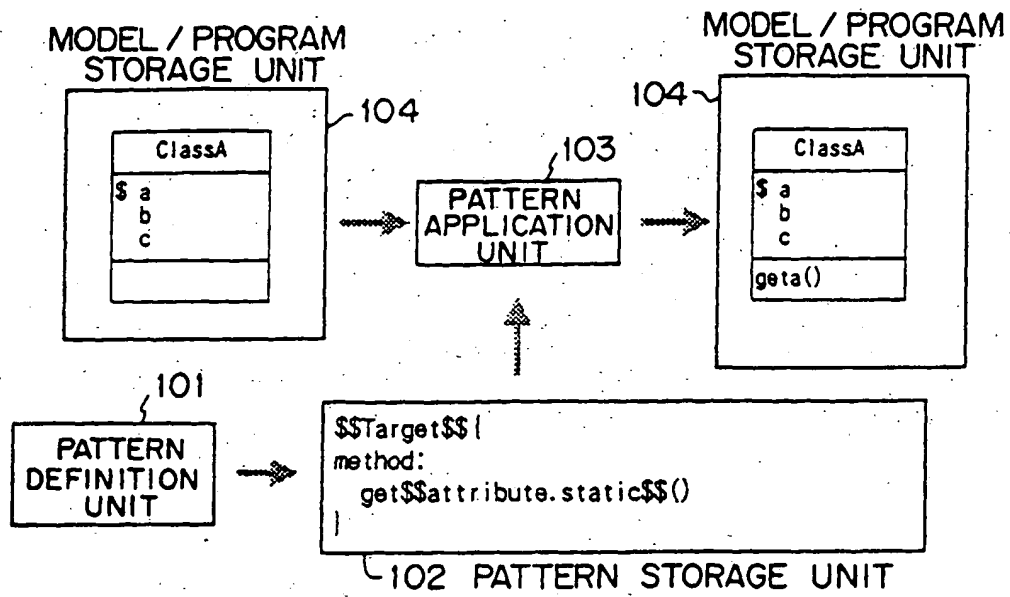 MODEL / PROGRAM
STORAGE UNIT
104
ClassA
$ a
b
c
103
PATTERN
APPLICATION
UNIT
MODEL / PROGRAM
STORAGE UNIT
104
ClassA
$ a
b
c
geta()
101
PATTERN
DEFINITION
UNIT
$$Target$${
method:
get$$attribute.static$$()
}
102 PATTERN STORAGE UNIT